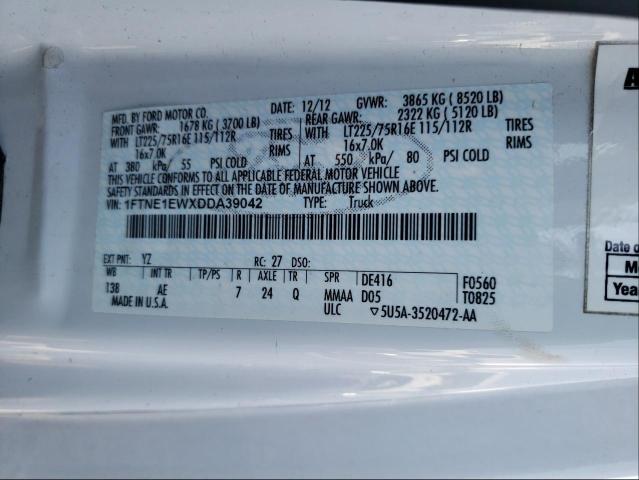 MFD. BY FORD MOTOR CO. DATE: 12/12 GVWR: 3865 KG ( 8520 LB)
FRONT GAWR: 1678 KG ( 3700 LB) REAR GAWR: 2322 KG ( 5120 LB)
WITH LT225/75R16E 115/112R TIRES WITH LT225/75R16E 115/112R TIRES
16x7.0K RIMS 16x7.0K RIMS
AT 380 kPa/ 55 PSI COLD AT 550 kPa/ 80 PSI COLD
THIS VEHICLE CONFORMS TO ALL APPLICABLE FEDERAL MOTOR VEHICLE
SAFETY STANDARDS IN EFFECT ON THE DATE OF MANUFACTURE SHOWN ABOVE.
VIN: 1FTNE1EWXDDA39042 TYPE: Truck
EXT PNT: YZ RC: 27 DSO:
WB INT TR TP/PS R AXLE TR SPR DE416 F0560
138 AE 7 24 Q MMAA D05 T0825
MADE IN U.S.A. ULC ▽5U5A-3520472-AA
A
Date o
M
Yea